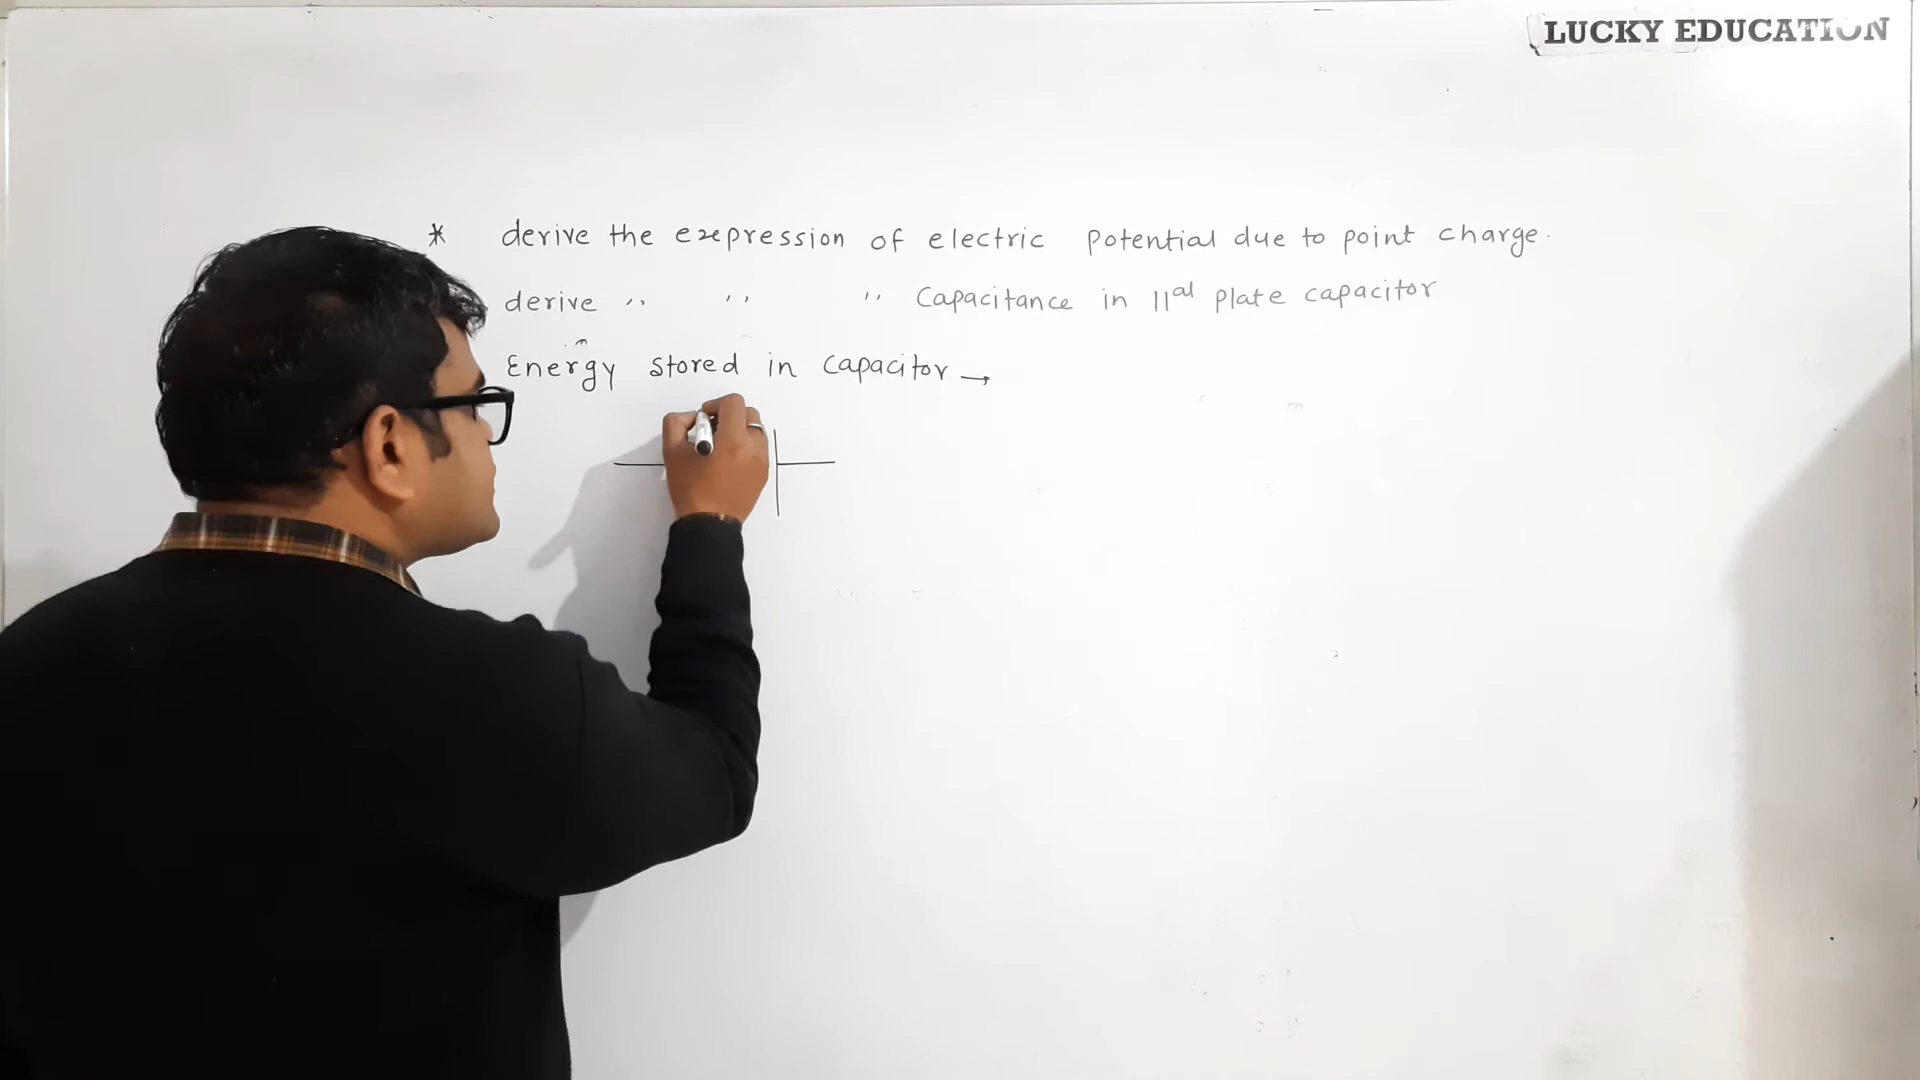 LUCKY EDUCATION
* derive the expression of electric Potential due to point charge.
derive ,, ,, ,, Capacitance in 11al plate capacitor
Energy stored in capacitor →